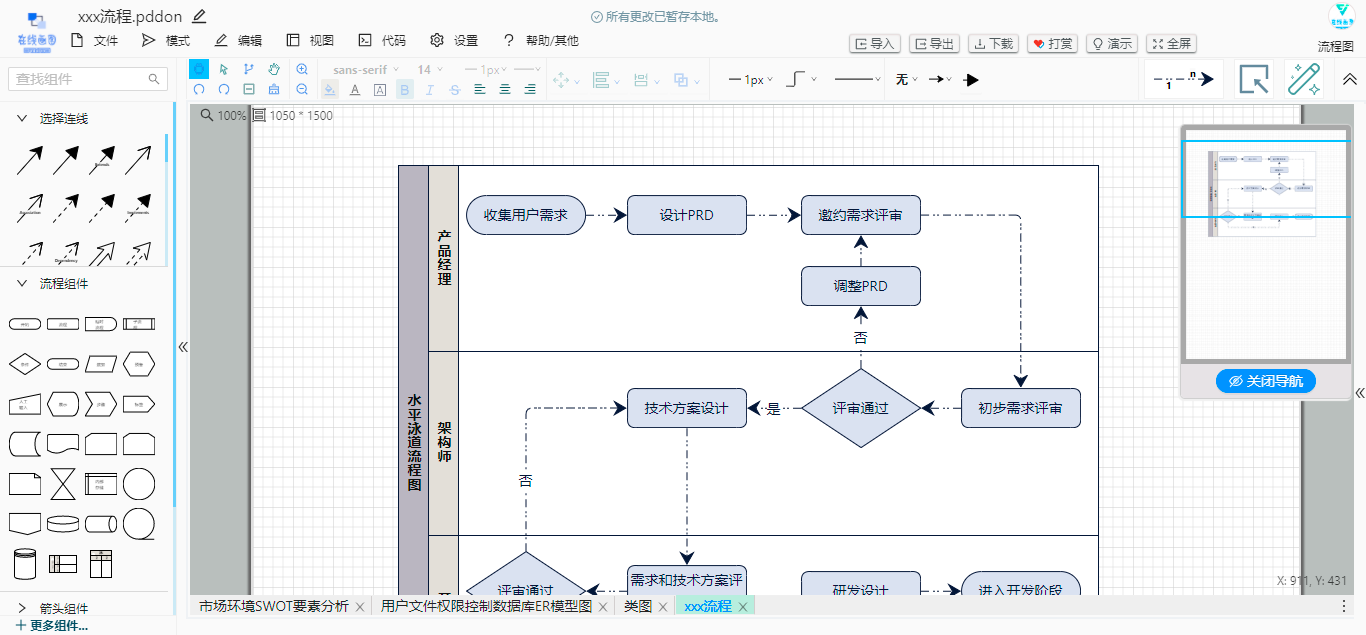 xxx流程.pddon
所有更改已暂存本地。
在线画图
文件 模式 编辑 视图 代码 设置 帮助/其他
导入 导出 下载 打赏 演示 全屏
流程图
查找组件
sans-serif 14 1px
1px 无
1 n
选择连线
100% 1050 * 1500
流程组件
箭头组件
更多组件...
水平泳道流程图
产品经理
收集用户需求 设计PRD 邀约需求评审
调整PRD
否
架构师
技术方案设计 是 评审通过 初步需求评审
否
评审通过 需求和技术方案评 研发设计 进入开发阶段
关闭导航
X: 911, Y: 431
市场环境SWOT要素分析 用户文件权限控制数据库ER模型图 类图 xxx流程